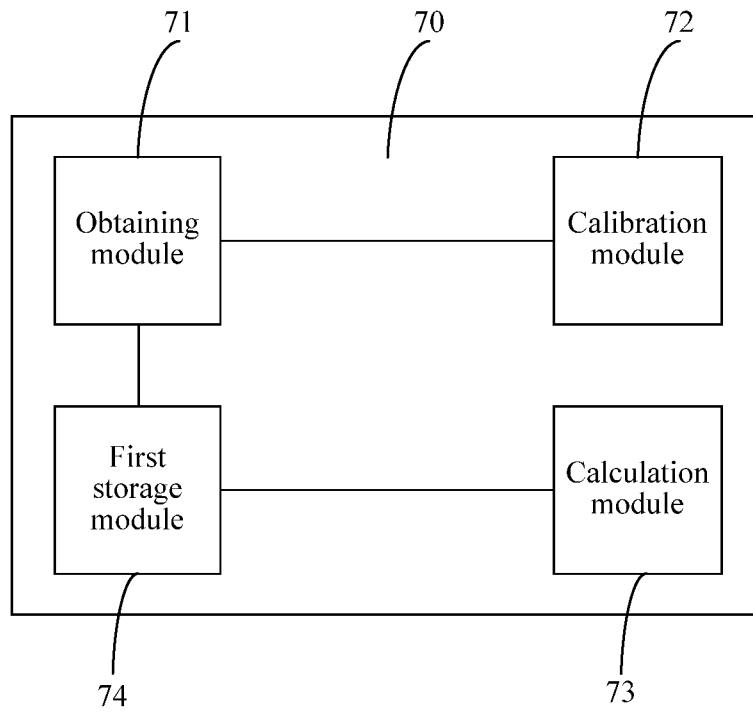 71
70
72
Obtaining
module
Calibration
module
First
storage
module
Calculation
module
74
73